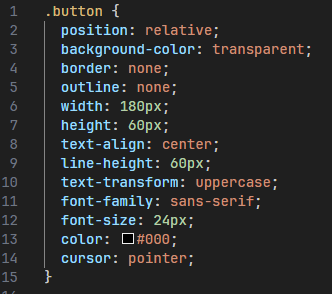 1 .button {
2 position: relative;
3 background-color: transparent;
4 border: none;
5 outline: none;
6 width: 180px;
7 height: 60px;
8 text-align: center;
9 line-height: 60px;
10 text-transform: uppercase;
11 font-family: sans-serif;
12 font-size: 24px;
13 color: #000;
14 cursor: pointer;
15 }